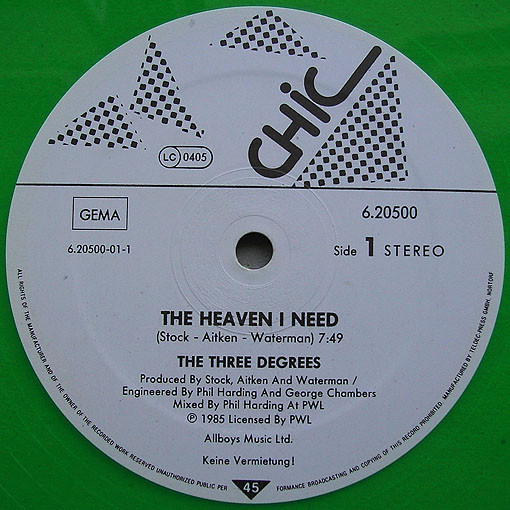 CHIC
LC 0405
GEMA
6.20500
6.20500-01-1
Side 1 STEREO
THE HEAVEN I NEED
(Stock - Aitken - Waterman) 7:49
THE THREE DEGREES
Produced By Stock, Aitken And Waterman /
Engineered By Phil Harding And George Chambers
Mixed By Phil Harding At PWL
℗ 1985 Licensed By PWL
Allboys Music Ltd.
Keine Vermietung!
ALL RIGHTS OF THE MANUFACTURER AND OF THE OWNER OF THE RECORDED WORK RESERVED UNAUTHORIZED PUBLIC PER
45
FORMANCE BROADCASTING AND COPYING OF THIS RECORD PROHIBITED. MANUFACTURED BY TELDEC-PRESS GMBH, NORTORF